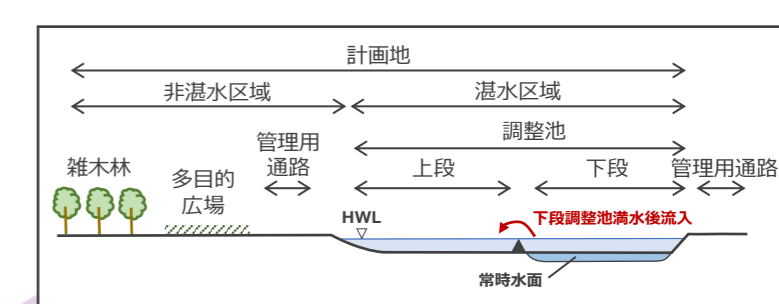 計画地
非湛水区域
湛水区域
調整池
管理用
通路
雑木林
多目的
広場
上段
下段
管理用通路
HWL
下段調整池満水後流入
常時水面